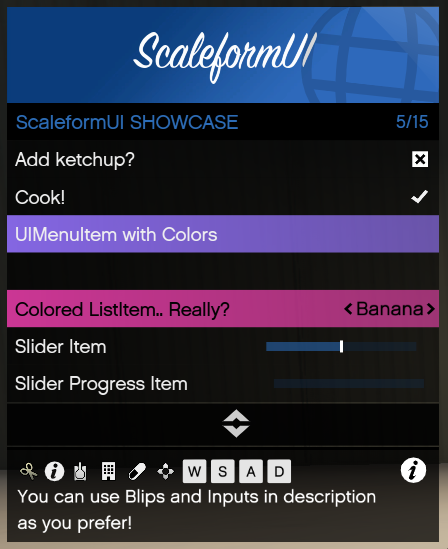 ScaleformUI
ScaleformUI SHOWCASE 5/15
Add ketchup?
Cook!
UIMenuItem with Colors
Colored ListItem.. Really? Banana
Slider Item
Slider Progress Item
W S A D
You can use Blips and Inputs in description
as you prefer!